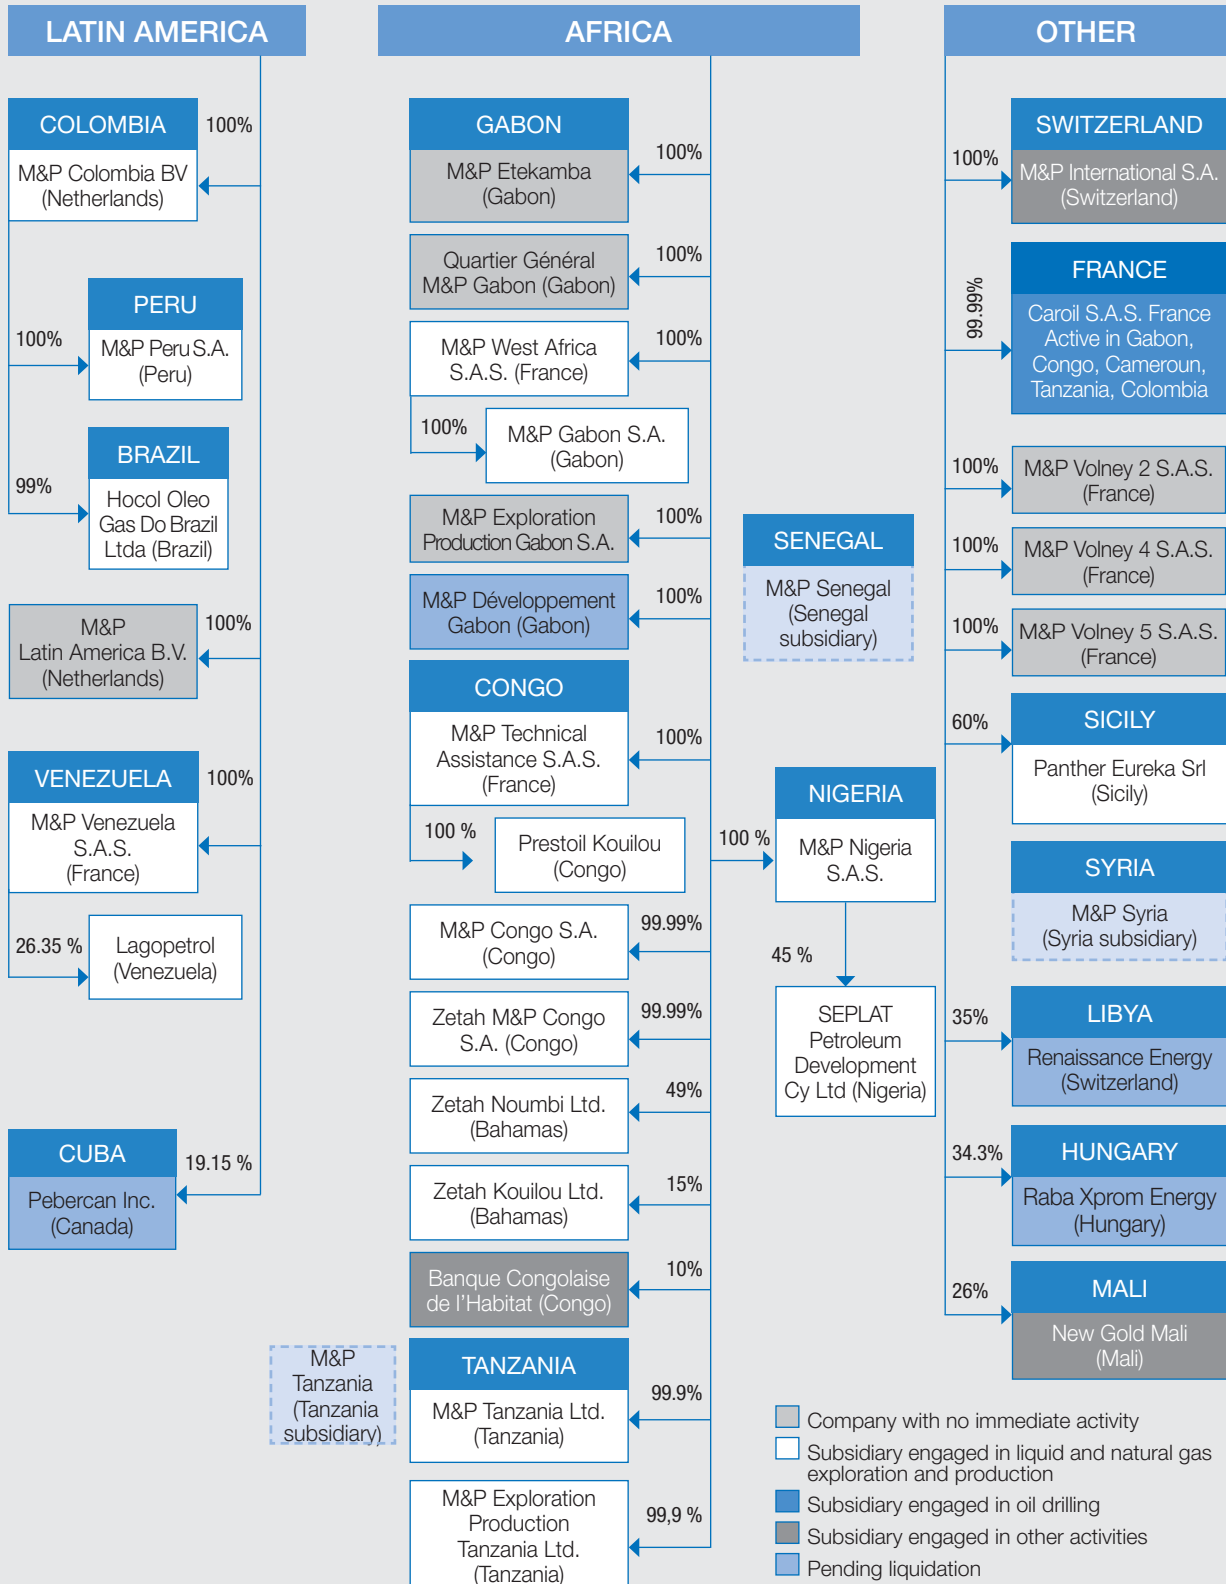 LATIN AMERICA
COLOMBIA
100%
M&P Colombia BV
(Netherlands)
PERU
100%
M&P Peru S.A.
(Peru)
BRAZIL
99%
Hocol Oleo
Gas Do Brazil
Ltda (Brazil)
M&P
Latin America B.V.
(Netherlands)
100%
VENEZUELA
100%
M&P Venezuela
S.A.S.
(France)
26.35 %
Lagopetrol
(Venezuela)
CUBA
19.15 %
Pebercan Inc.
(Canada)
AFRICA
GABON
M&P Etekamba
(Gabon)
100%
Quartier Général
M&P Gabon (Gabon)
100%
M&P West Africa
S.A.S. (France)
100%
100%
M&P Gabon S.A.
(Gabon)
M&P Exploration
Production Gabon S.A.
100%
M&P Développement
Gabon (Gabon)
100%
CONGO
M&P Technical
Assistance S.A.S.
(France)
100%
100 %
Prestoil Kouilou
(Congo)
M&P Congo S.A.
(Congo)
99.99%
Zetah M&P Congo
S.A. (Congo)
99.99%
Zetah Noumbi Ltd.
(Bahamas)
49%
Zetah Kouilou Ltd.
(Bahamas)
15%
Banque Congolaise
de l'Habitat (Congo)
10%
M&P
Tanzania
(Tanzania
subsidiary)
TANZANIA
M&P Tanzania Ltd.
(Tanzania)
99.9%
M&P Exploration
Production
Tanzania Ltd.
(Tanzania)
99,9 %
SENEGAL
M&P Senegal
(Senegal
subsidiary)
NIGERIA
100 %
M&P Nigeria
S.A.S.
45 %
SEPLAT
Petroleum
Development
Cy Ltd (Nigeria)
OTHER
SWITZERLAND
100%
M&P International S.A.
(Switzerland)
FRANCE
99.99%
Caroil S.A.S. France
Active in Gabon,
Congo, Cameroun,
Tanzania, Colombia
100%
M&P Volney 2 S.A.S.
(France)
100%
M&P Volney 4 S.A.S.
(France)
100%
M&P Volney 5 S.A.S.
(France)
60%
SICILY
Panther Eureka Srl
(Sicily)
SYRIA
M&P Syria
(Syria subsidiary)
35%
LIBYA
Renaissance Energy
(Switzerland)
34.3%
HUNGARY
Raba Xprom Energy
(Hungary)
26%
MALI
New Gold Mali
(Mali)
Company with no immediate activity
Subsidiary engaged in liquid and natural gas
exploration and production
Subsidiary engaged in oil drilling
Subsidiary engaged in other activities
Pending liquidation